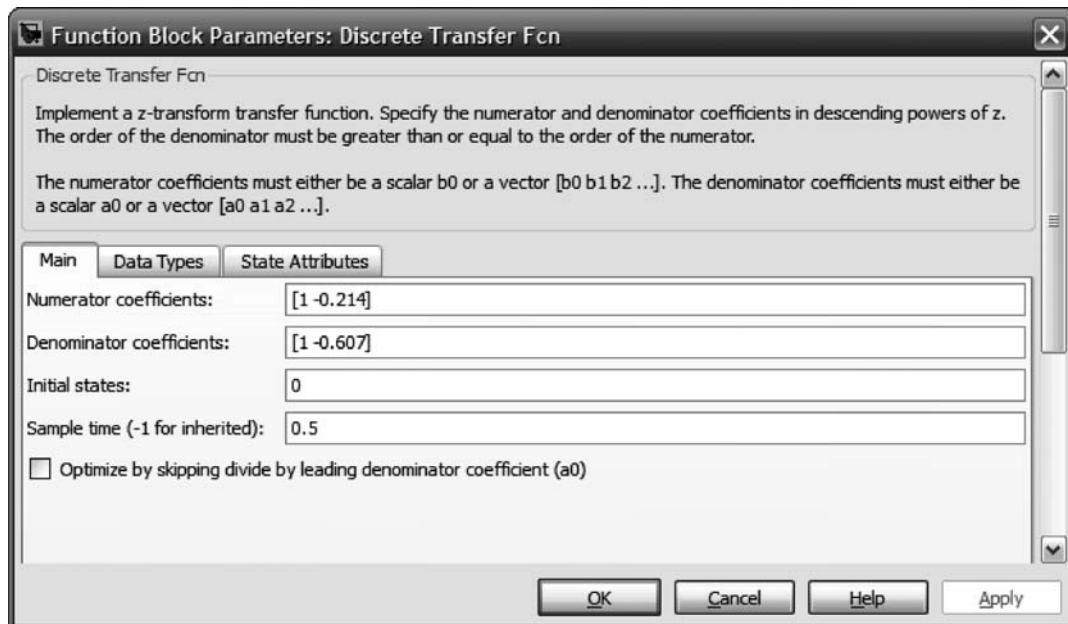 Function Block Parameters: Discrete Transfer Fcn
Discrete Transfer Fcn
Implement a z-transform transfer function. Specify the numerator and denominator coefficients in descending powers of z.
The order of the denominator must be greater than or equal to the order of the numerator.
The numerator coefficients must either be a scalar b0 or a vector [b0 b1 b2 ...]. The denominator coefficients must either be
a scalar a0 or a vector [a0 a1 a2 ...].
Main Data Types State Attributes
Numerator coefficients: [1 -0.214]
Denominator coefficients: [1 -0.607]
Initial states: 0
Sample time (-1 for inherited): 0.5
Optimize by skipping divide by leading denominator coefficient (a0)
OK Cancel Help Apply